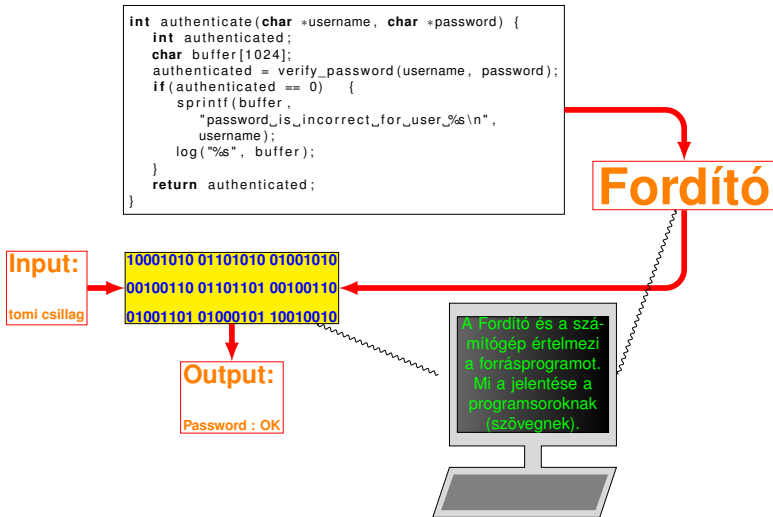 int authenticate(char *username, char *password) {
int authenticated;
char buffer[1024];
authenticated = verify_password(username, password);
if(authenticated == 0) {
sprintf(buffer,
"password␣is␣incorrect␣for␣user␣%s\n",
username);
log("%s", buffer);
}
return authenticated;
}
Fordító
Input:
tomi csillag
10001010 01101010 01001010
00100110 01101101 00100110
01001101 01000101 10010010
Output:
Password : OK
A Fordító és a szá-
mítógép értelmezi
a forrásprogramot.
Mi a jelentése a
programsoroknak
(szövegnek).